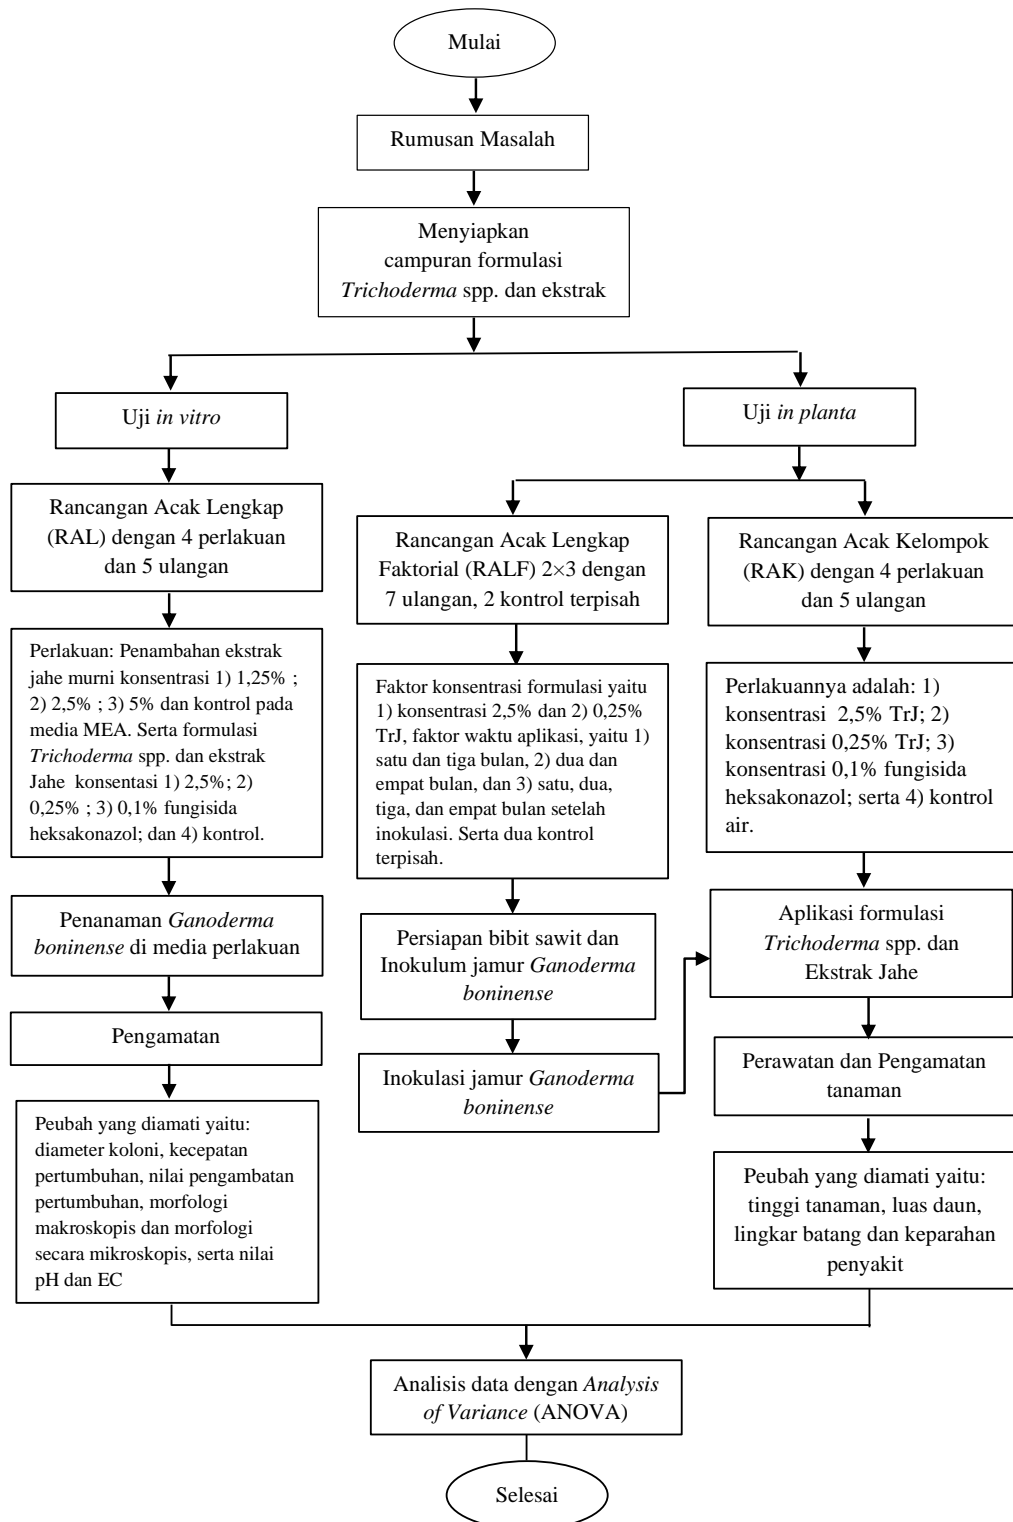 Mulai
Rumusan Masalah
Menyiapkan
campuran formulasi
Trichoderma spp. dan ekstrak
Uji in vitro
Uji in planta
Rancangan Acak Lengkap
(RAL) dengan 4 perlakuan
dan 5 ulangan
Rancangan Acak Lengkap
Faktorial (RALF) 2×3 dengan
7 ulangan, 2 kontrol terpisah
Rancangan Acak Kelompok
(RAK) dengan 4 perlakuan
dan 5 ulangan
Perlakuan: Penambahan ekstrak
jahe murni konsentrasi 1) 1,25% ;
2) 2,5% ; 3) 5% dan kontrol pada
media MEA. Serta formulasi
Trichoderma spp. dan ekstrak
Jahe konsentasi 1) 2,5%; 2)
0,25% ; 3) 0,1% fungisida
heksakonazol; dan 4) kontrol.
Faktor konsentrasi formulasi yaitu
1) konsentrasi 2,5% dan 2) 0,25%
TrJ, faktor waktu aplikasi, yaitu 1)
satu dan tiga bulan, 2) dua dan
empat bulan, dan 3) satu, dua,
tiga, dan empat bulan setelah
inokulasi. Serta dua kontrol
terpisah.
Perlakuannya adalah: 1)
konsentrasi 2,5% TrJ; 2)
konsentrasi 0,25% TrJ; 3)
konsentrasi 0,1% fungisida
heksakonazol; serta 4) kontrol
air.
Penanaman Ganoderma
boninense di media perlakuan
Persiapan bibit sawit dan
Inokulum jamur Ganoderma
boninense
Aplikasi formulasi
Trichoderma spp. dan
Ekstrak Jahe
Pengamatan
Inokulasi jamur Ganoderma
boninense
Perawatan dan Pengamatan
tanaman
Peubah yang diamati yaitu:
diameter koloni, kecepatan
pertumbuhan, nilai pengambatan
pertumbuhan, morfologi
makroskopis dan morfologi
secara mikroskopis, serta nilai
pH dan EC
Peubah yang diamati yaitu:
tinggi tanaman, luas daun,
lingkar batang dan keparahan
penyakit
Analisis data dengan Analysis
of Variance (ANOVA)
Selesai